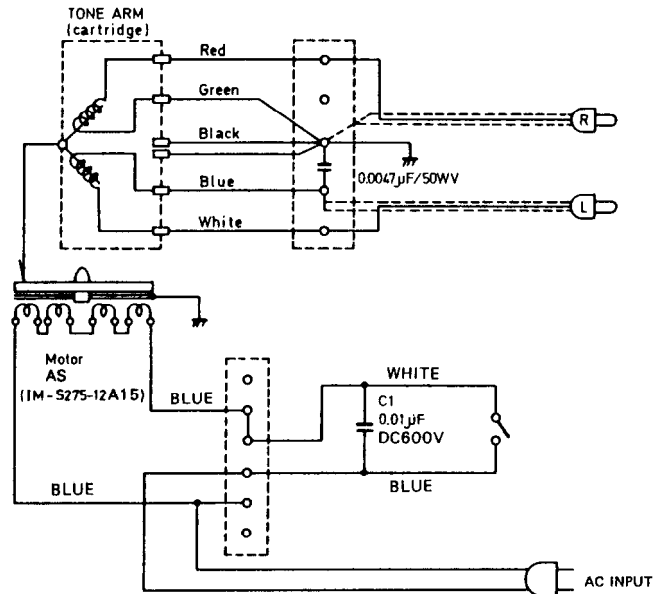 TONE ARM
(cartridge)
Red
Green
Black
Blue
White
R
L
0.0047µF/50WV
Motor
AS
(IM-S275-12A15)
BLUE
BLUE
WHITE
C1
0.01µF
DC600V
BLUE
AC INPUT